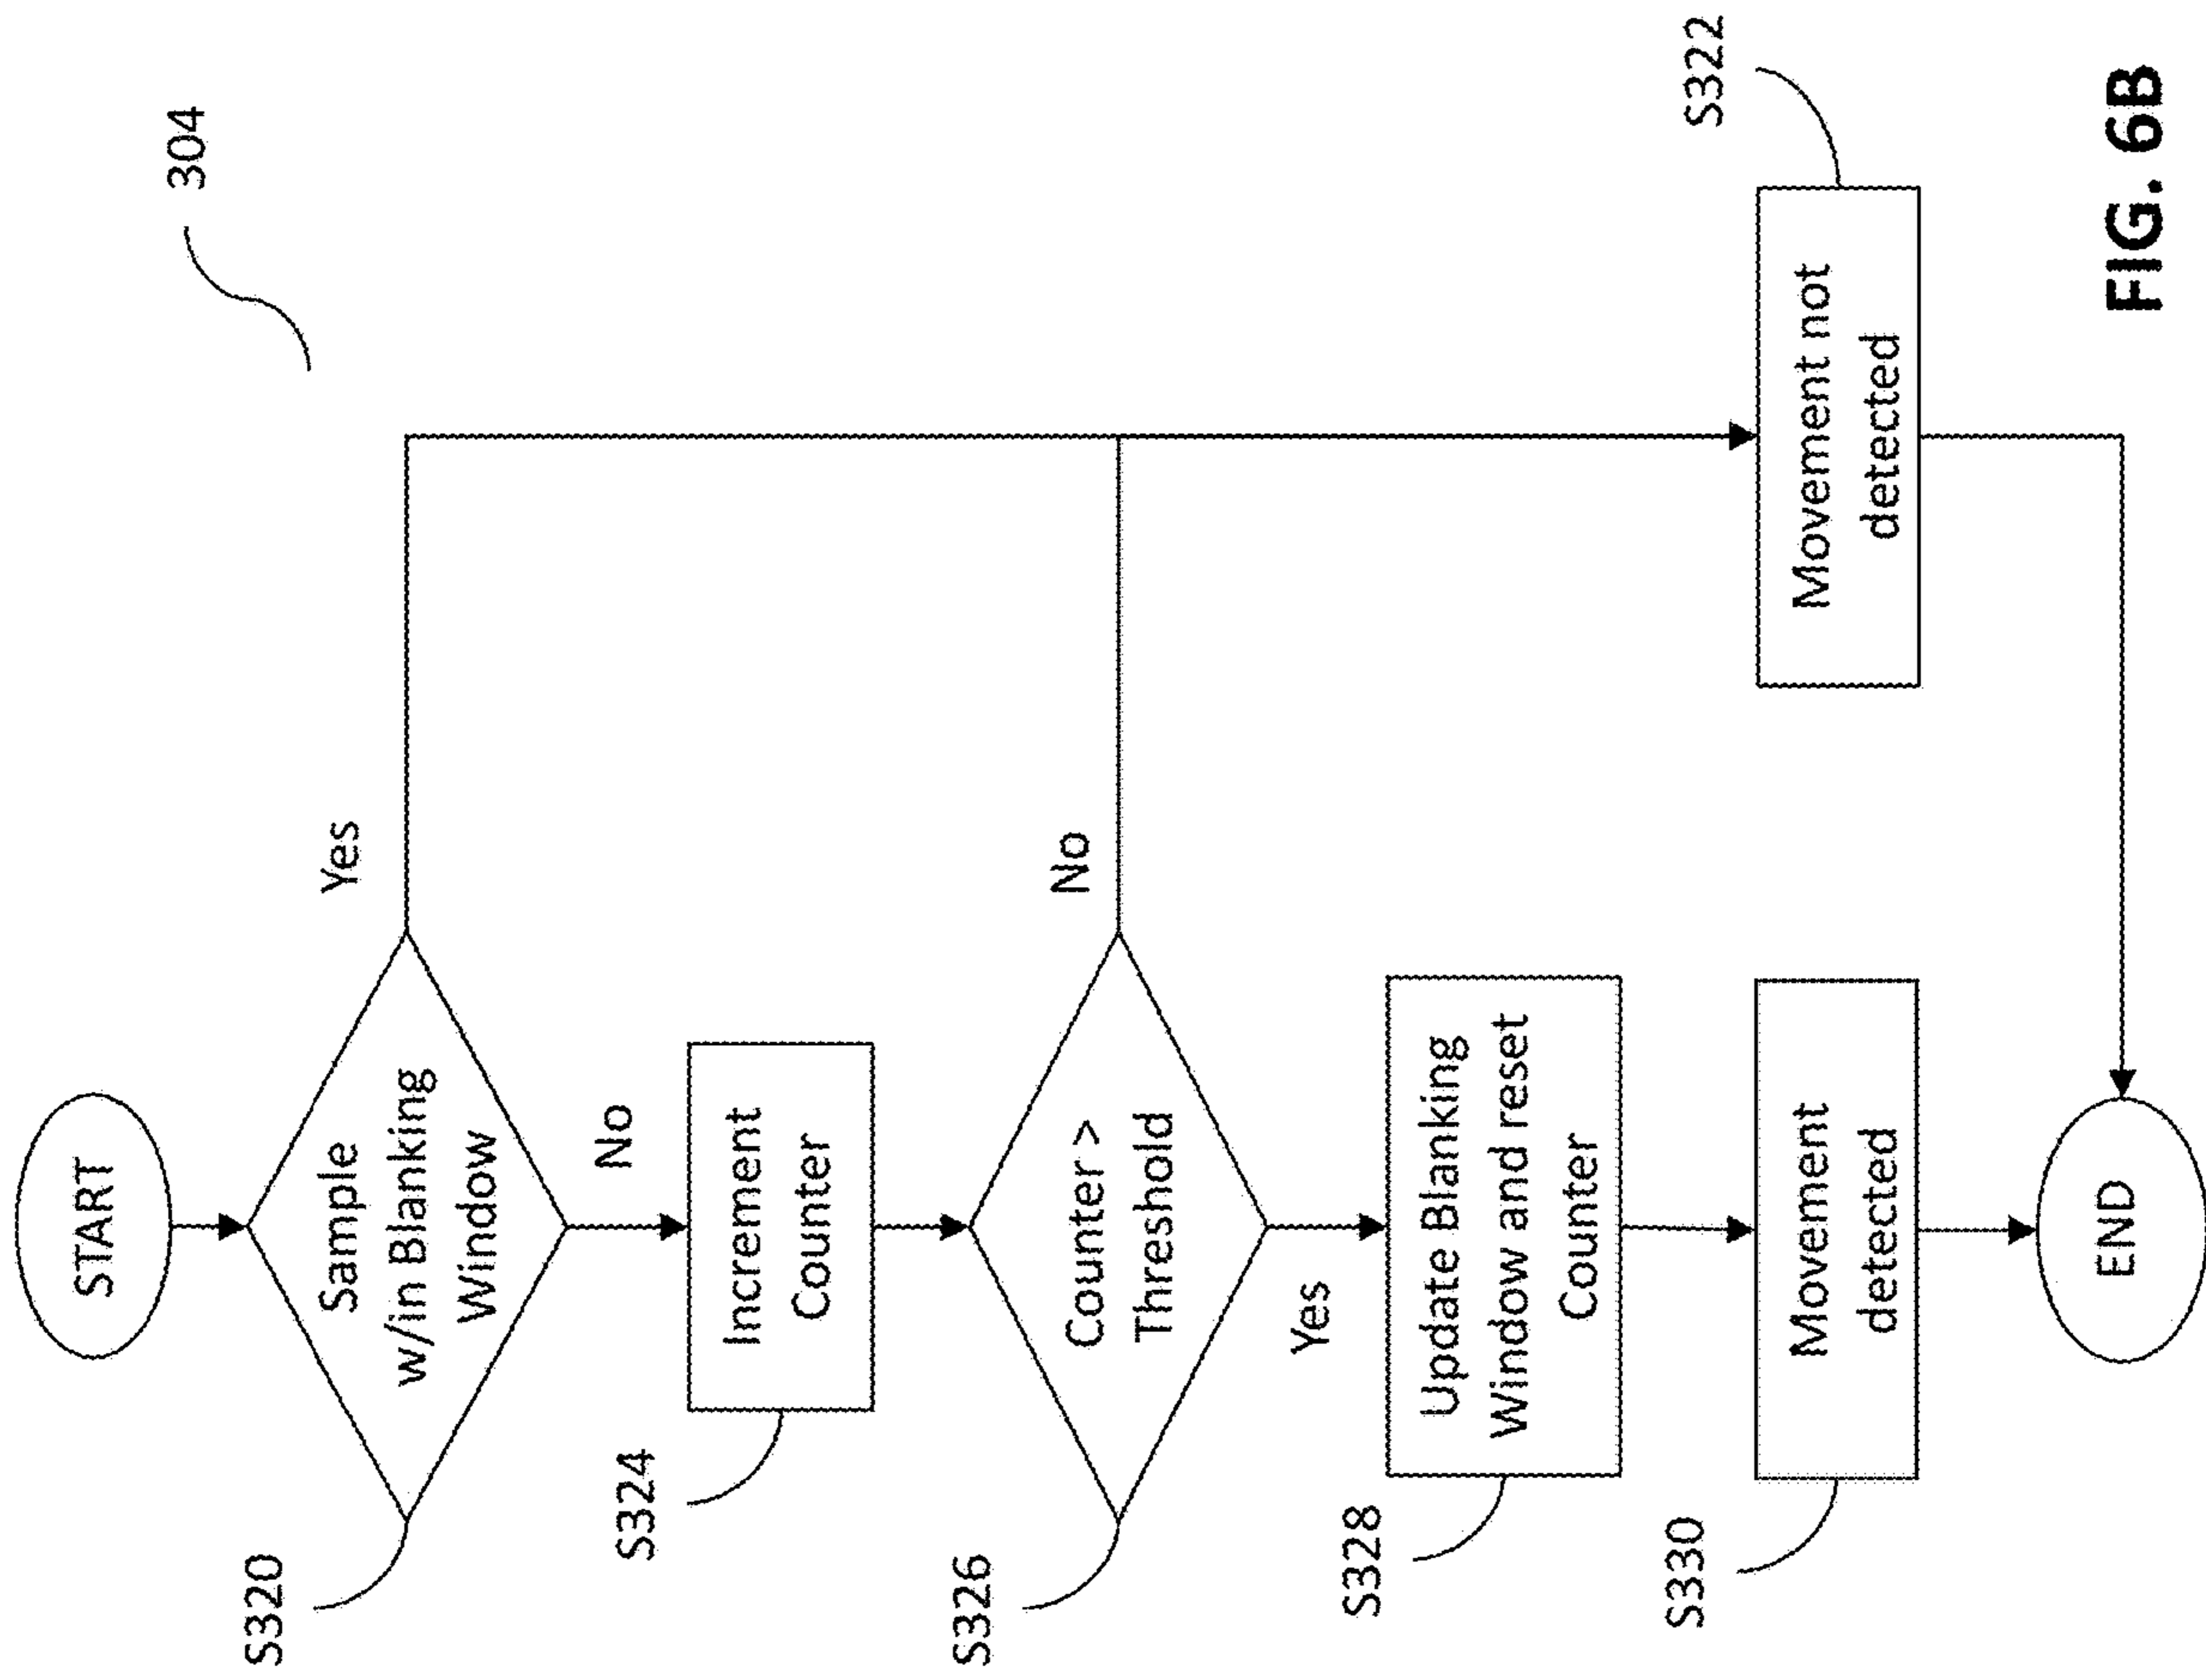 304
START
S320
Sample
w/in Blanking
Window
Yes
No
S324
Increment
Counter
S326
Counter >
Threshold
No
Yes
S328
Update Blanking
Window and reset
Counter
S330
Movement
detected
S322
Movement not
detected
END
FIG. 6B